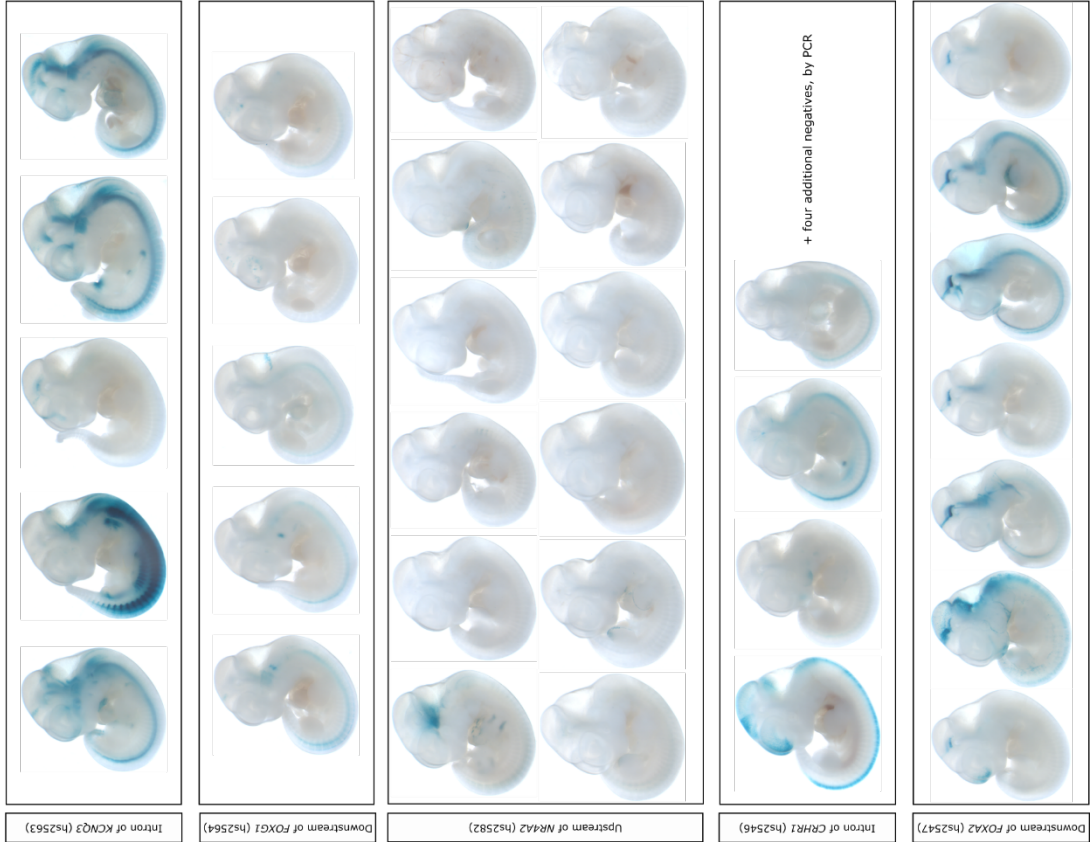 + four additional negatives, by PCR
Intron of KCNQ3 (hs2563)
Downstream of FOXG1 (hs2564)
Upstream of NR4A2 (hs2582)
Intron of CRHR1 (hs2546)
Downstream of FOXA2 (hs2547)